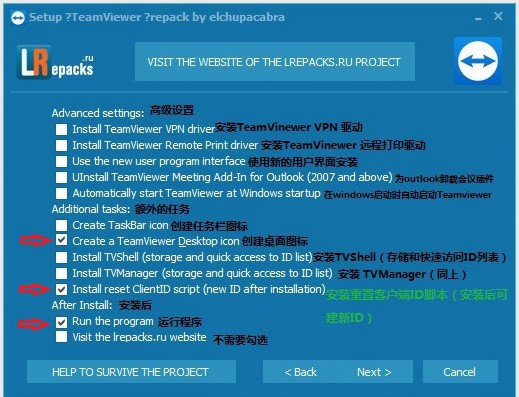 Setup ?TeamViewer ?repack by elchupacabra
LRepacks.ru
VISIT THE WEBSITE OF THE LREPACKS.RU PROJECT
Advanced settings: 高级设置
Install TeamViewer VPN driver安装TeamVinewer VPN 驱动
Install TeamViewer Remote Print driver 安装TeamVinewer 远程打印驱动
Use the new user program interface 使用新的用户界面安装
UInstall TeamViewer Meeting Add-In for Outlook (2007 and above) 为outlook卸载会议插件
Automatically start TeamViewer at Windows startup 在windows启动时自动启动Teamviewer
Additional tasks: 额外的任务
Create TaskBar icon 创建任务栏图标
Create a TeamViewer Desktop icon 创建桌面图标
Install TVShell (storage and quick access to ID list)安装TVShell（存储和快速访问ID列表）
Install TVManager (storage and quick access to ID list) 安装 TVManager（同上）
Install reset ClientID script (new ID after installation)安装重置客户端ID脚本（安装后可
建新ID）
After Install: 安装后
Run the program 运行程序
Visit the lrepacks.ru website 不需要勾选
HELP TO SURVIVE THE PROJECT
< Back
Next >
Cancel